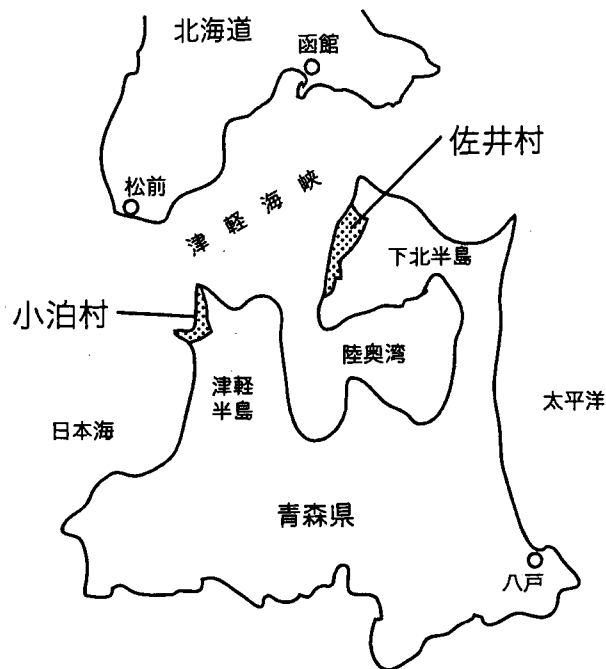 北海道
函館
佐井村
松前
津軽海峡
下北半島
小泊村
陸奥湾
津軽
半島
太平洋
日本海
青森県
八戸